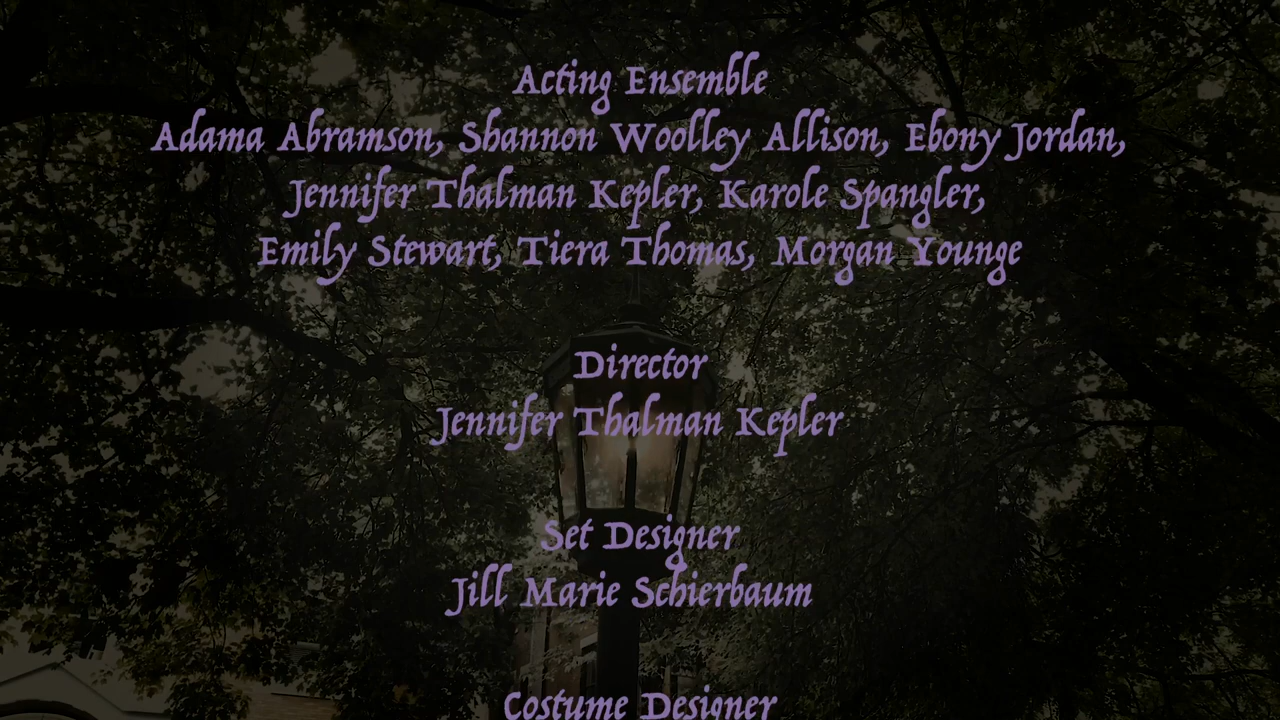 Acting Ensemble
Adama Abramson, Shannon Woolley Allison, Ebony Jordan,
Jennifer Thalman Kepler, Karole Spangler,
Emily Stewart, Tiera Thomas, Morgan Younge
Director
Jennifer Thalman Kepler
Set Designer
Jill Marie Schierbaum
Costume Designer